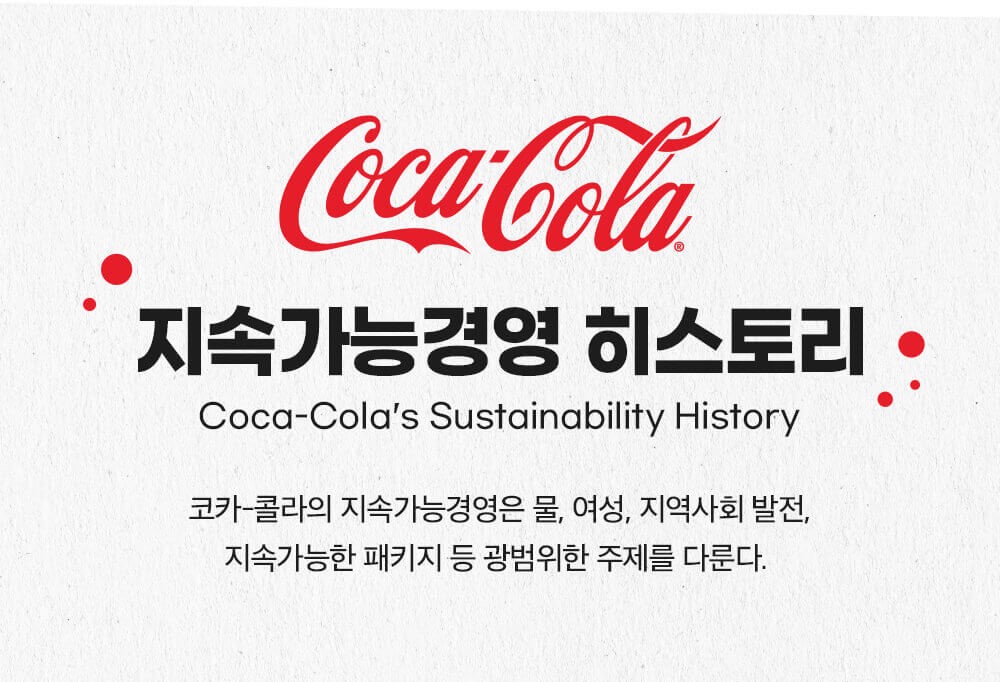 Coca-Cola®
지속가능경영 히스토리
Coca-Cola's Sustainability History
코카-콜라의 지속가능경영은 물, 여성, 지역사회 발전,
지속가능한 패키지 등 광범위한 주제를 다룬다.